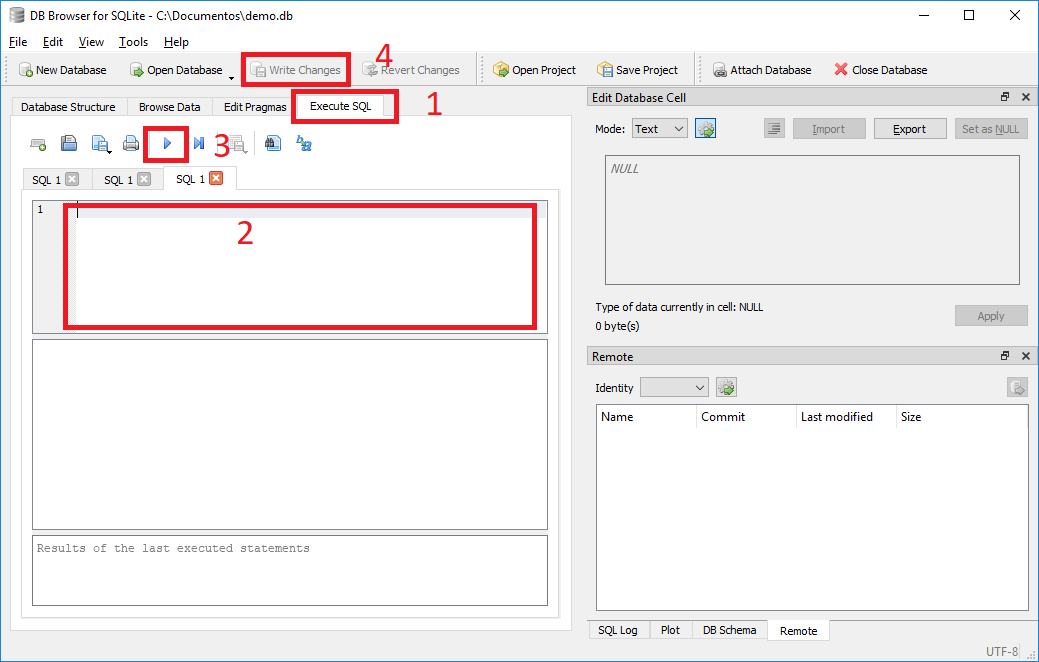 DB Browser for SQLite - C:\Documentos\demo.db
File Edit View Tools Help
New Database Open Database Write Changes 4 Revert Changes Open Project Save Project Attach Database Close Database
Database Structure Browse Data Edit Pragmas Execute SQL 1
3
SQL 1 SQL 1 SQL 1
1
2
Results of the last executed statements
Edit Database Cell
Mode: Text Import Export Set as NULL
NULL
Type of data currently in cell: NULL
0 byte(s)
Apply
Remote
Identity
Name Commit Last modified Size
SQL Log Plot DB Schema Remote
UTF-8